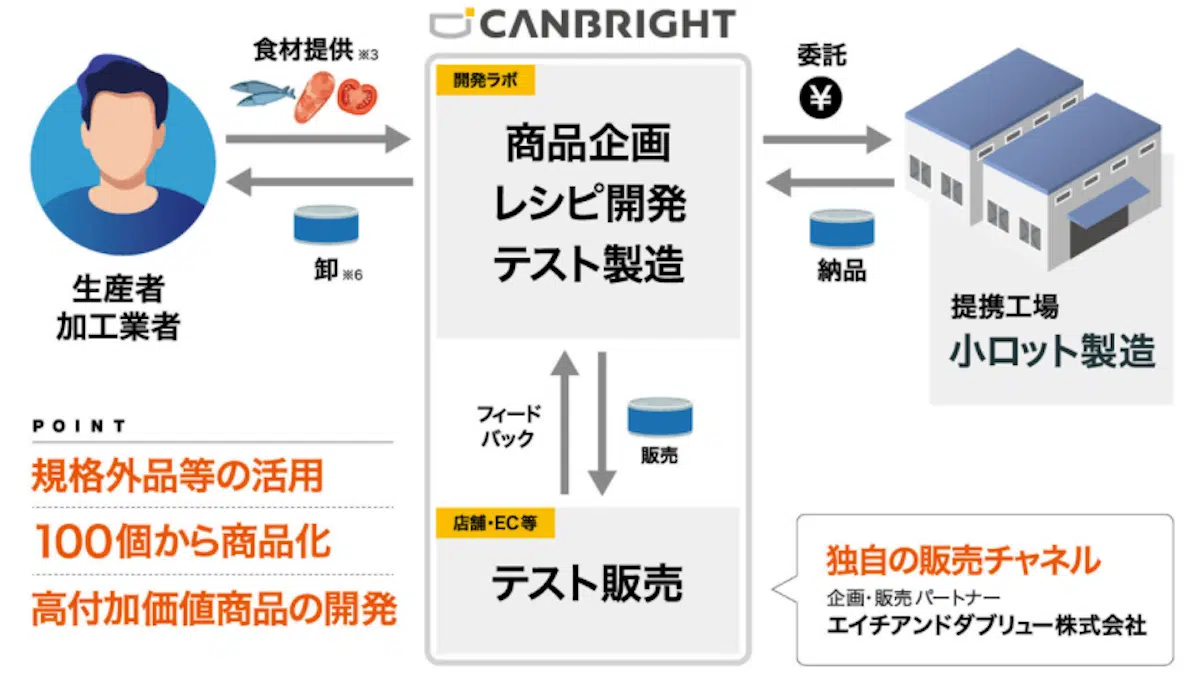 CANBRIGHT
食材提供 ※3
卸 ※6
生産者
加工業者
開発ラボ
商品企画
レシピ開発
テスト製造
委託
¥
納品
提携工場
小ロット製造
フィード
バック
販売
店舗・EC等
テスト販売
POINT
規格外品等の活用
100個から商品化
高付加価値商品の開発
独自の販売チャネル
企画・販売パートナー
エイチアンドダブリュー株式会社